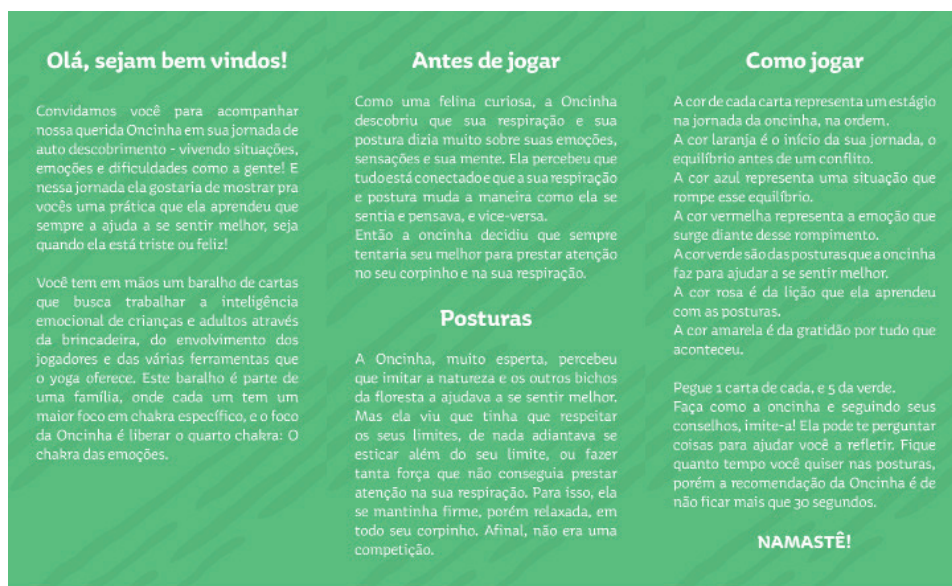 Olá, sejam bem vindos!
Convidamos você para acompanhar
nossa querida Oncinha em sua jornada de
auto descobrimento - vivendo situações,
emoções e dificuldades como a gente! E
nessa jornada ela gostaria de mostrar pra
vocês uma prática que ela aprendeu que
sempre a ajuda a se sentir melhor, seja
quando ela está triste ou feliz!
Você tem em mãos um baralho de cartas
que busca trabalhar a inteligência
emocional de crianças e adultos através
da brincadeira, do envolvimento dos
jogadores e das várias ferramentas que
o yoga oferece. Este baralho é parte de
uma família, onde cada um tem um
maior foco em chakra específico, e o foco
da Oncinha é liberar o quarto chakra: O
chakra das emoções.
Antes de jogar
Como uma felina curiosa, a Oncinha
descobriu que sua respiração e sua
postura dizia muito sobre suas emoções,
sensações e sua mente. Ela percebeu que
tudo está conectado e que a sua respiração
e postura muda a maneira como ela se
sentia e pensava, e vice-versa.
Então a oncinha decidiu que sempre
tentaria seu melhor para prestar atenção
no seu corpinho e na sua respiração.
Posturas
A Oncinha, muito esperta, percebeu
que imitar a natureza e os outros bichos
da floresta a ajudava a se sentir melhor.
Mas ela viu que tinha que respeitar
os seus limites, de nada adiantava se
esticar além do seu limite, ou fazer
tanta força que não conseguia prestar
atenção na sua respiração. Para isso, ela
se mantinha firme, porém relaxada, em
todo seu corpinho. Afinal, não era uma
competição.
Como jogar
A cor de cada carta representa um estágio
na jornada da oncinha, na ordem.
A cor laranja é o início da sua jornada, o
equilíbrio antes de um conflito.
A cor azul representa uma situação que
rompe esse equilíbrio.
A cor vermelha representa a emoção que
surge diante desse rompimento.
A cor verde são das posturas que a oncinha
faz para ajudar a se sentir melhor.
A cor rosa é da lição que ela aprendeu
com as posturas.
A cor amarela é da gratidão por tudo que
aconteceu.
Pegue 1 carta de cada, e 5 da verde.
Faça como a oncinha e seguindo seus
conselhos, imite-a! Ela pode te perguntar
coisas para ajudar você a refletir. Fique
quanto tempo você quiser nas posturas,
porém a recomendação da Oncinha é de
não ficar mais que 30 segundos.
NAMASTÊ!